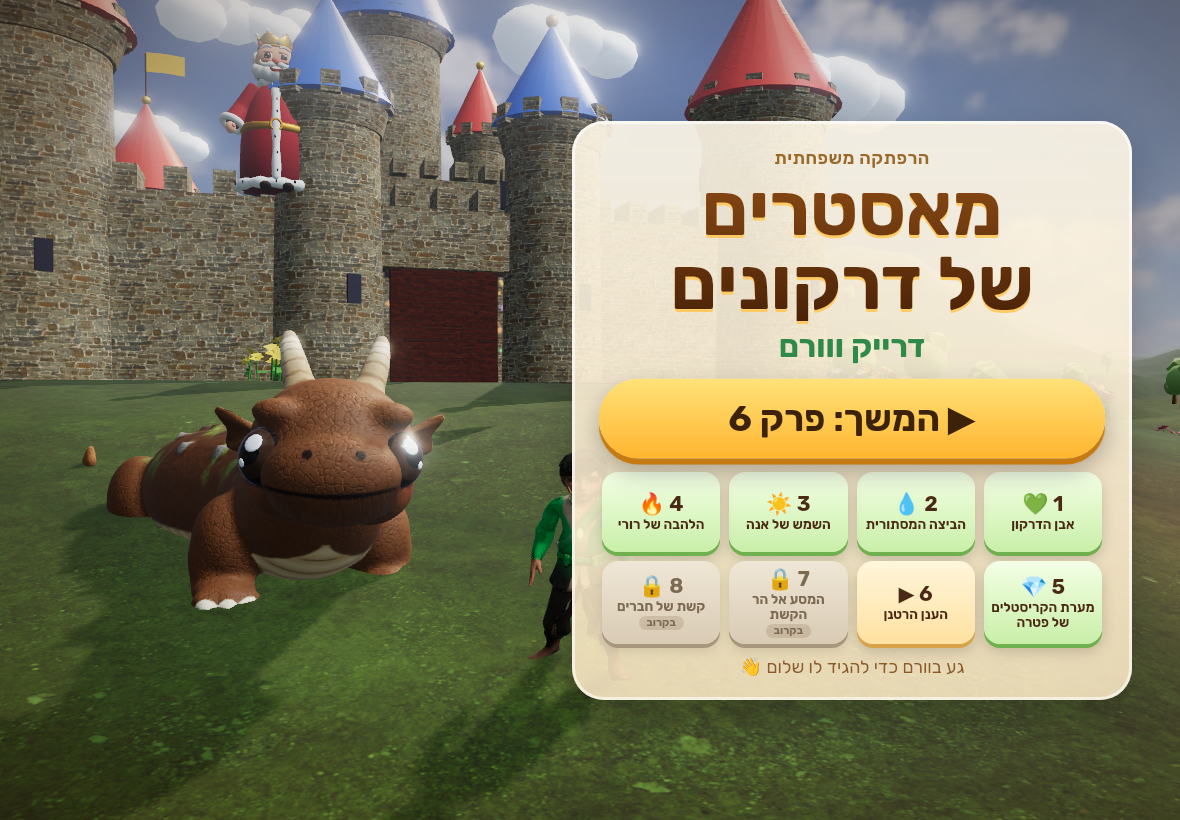 הרפתקה משפחתית
מאסטרים
של דרקונים
דרייק ווורם
▶ המשך: פרק 6
1 💚
אבן הדרקון
2 💧
הביצה המסתורית
3 ☀️
השמש של אנה
4 🔥
הלהבה של רורי
5 💎
מערת הקריסטלים
של פטרה
6 ▶
הענן הרטנן
7 🔒
המסע אל הר
הקשת
בקרוב
8 🔒
קשת של חברים
בקרוב
גע בוורם כדי להגיד לו שלום 👋